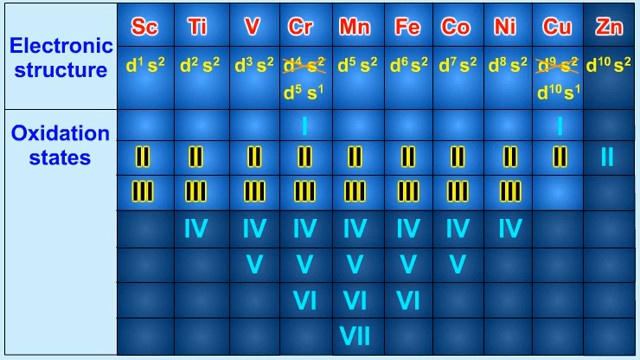 Sc Ti V Cr Mn Fe Co Ni Cu Zn
Electronic structure
d¹ s² d² s² d³ s² d⁴ s² d⁵ s² d⁶ s² d⁷ s² d⁸ s² d⁹ s² d¹⁰ s²
d⁵ s¹ d¹⁰ s¹
Oxidation states
I I
II II II II II II II II II II
III III III III III III III III
IV IV IV IV IV IV IV
V V V V V
VI VI VI
VII